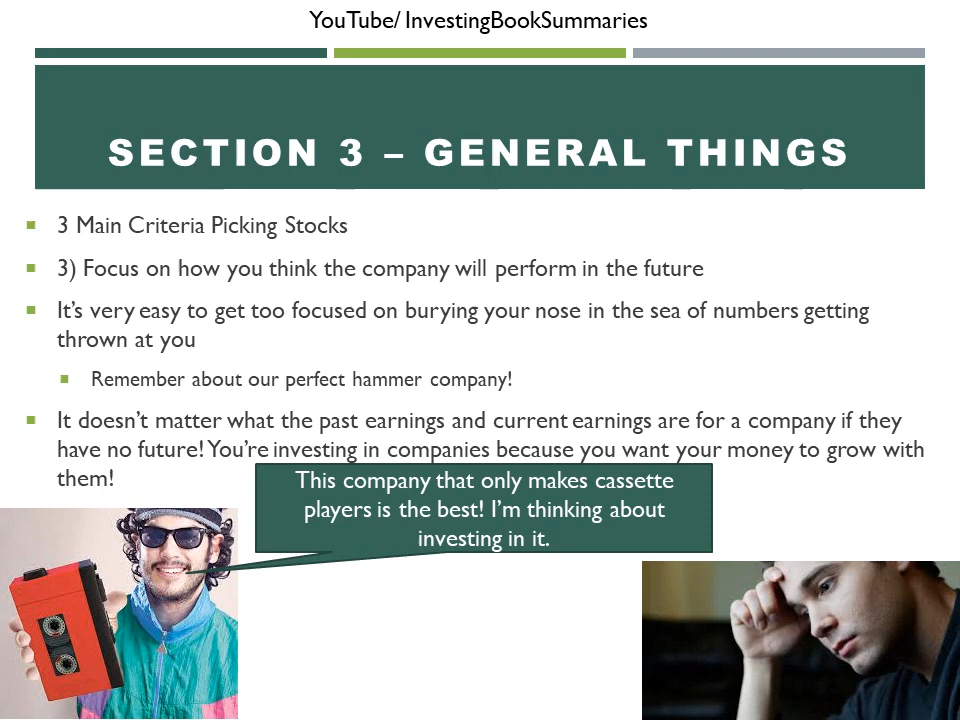 YouTube/ InvestingBookSummaries
SECTION 3 – GENERAL THINGS
3 Main Criteria Picking Stocks
3) Focus on how you think the company will perform in the future
It's very easy to get too focused on burying your nose in the sea of numbers getting
thrown at you
Remember about our perfect hammer company!
It doesn't matter what the past earnings and current earnings are for a company if they
have no future! You're investing in companies because you want your money to grow with
them!
This company that only makes cassette
players is the best! I'm thinking about
investing in it.